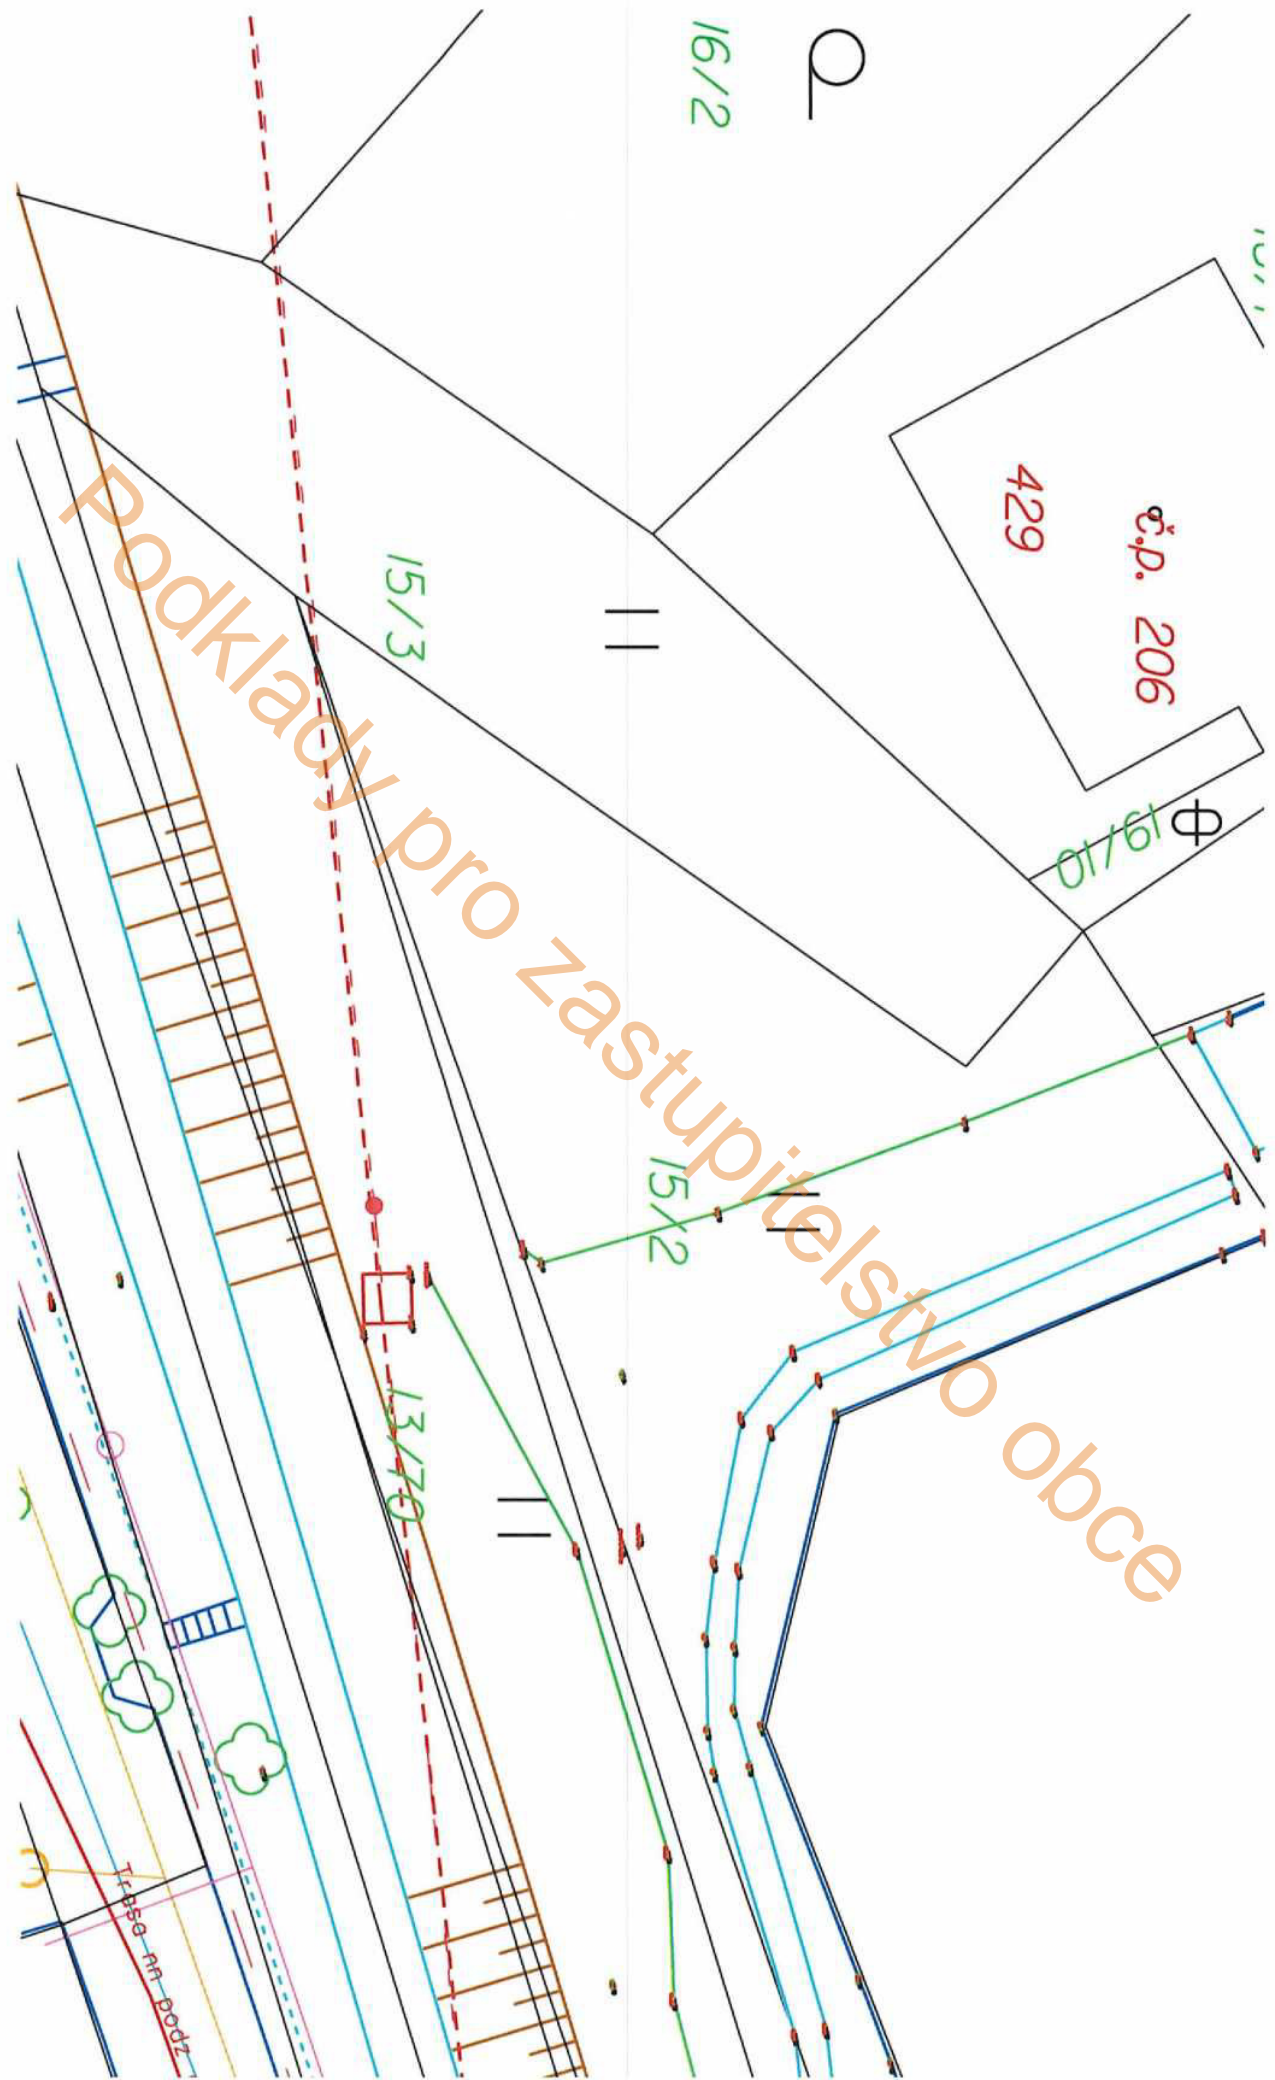 16/2
429
č.p. 206
15/3
19/10
15/2
13/70
Trasa nn podz
Podklady pro zastupitelstvo obce